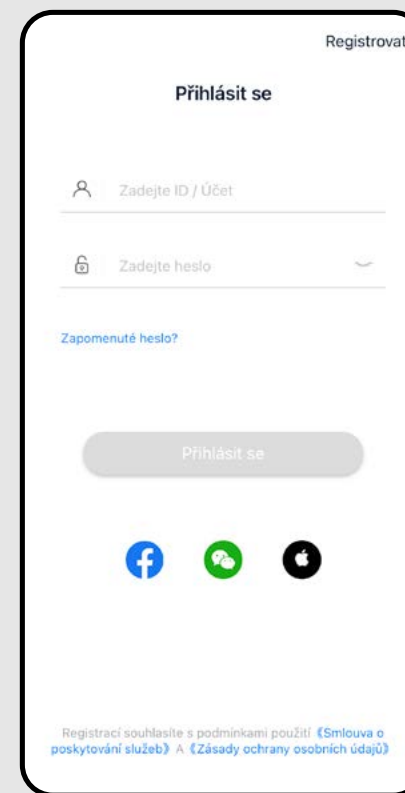 Registrovat
Přihlásit se
Zadejte ID / Účet
Zadejte heslo
Zapomenuté heslo?
Přihlásit se
Registrací souhlasíte s podmínkami použití《Smlouva o
poskytování služeb》A《Zásady ochrany osobních údajů》